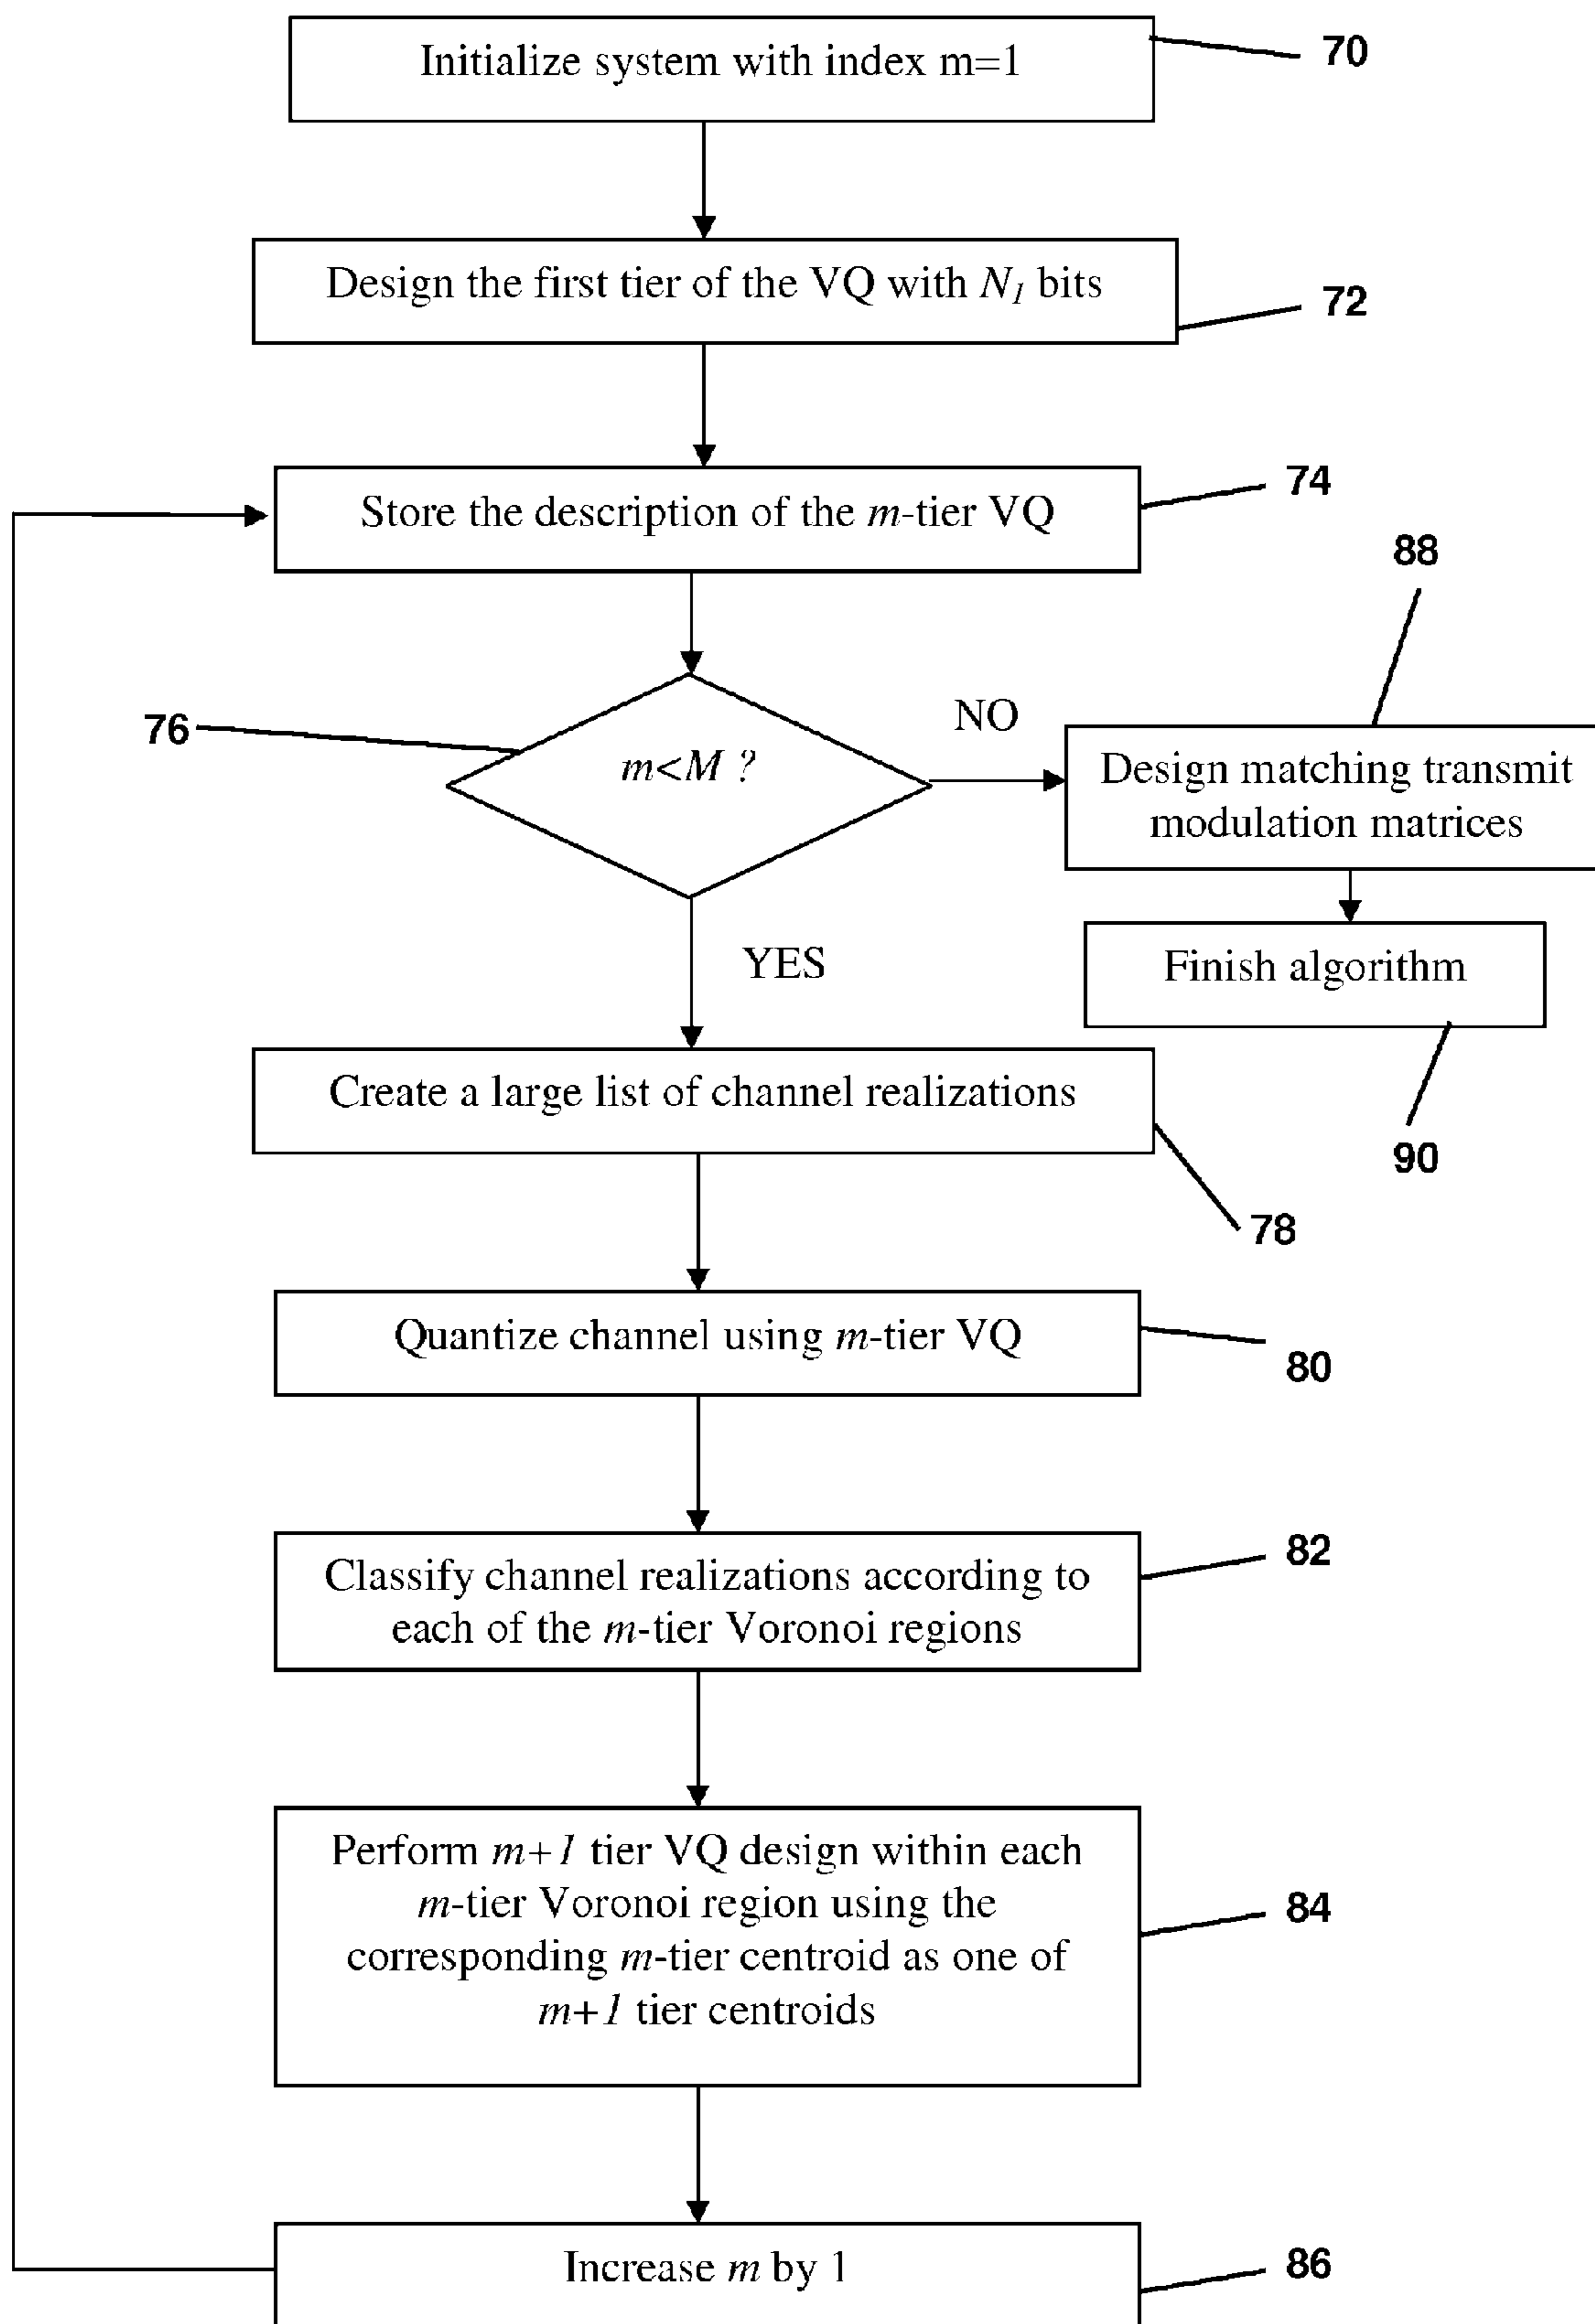 Initialize system with index m=1
70
Design the first tier of the VQ with N1 bits
72
Store the description of the m-tier VQ
74
88
76
m<M ?
NO
Design matching transmit
modulation matrices
YES
Finish algorithm
90
Create a large list of channel realizations
78
Quantize channel using m-tier VQ
80
Classify channel realizations according to
each of the m-tier Voronoi regions
82
Perform m+1 tier VQ design within each
m-tier Voronoi region using the
corresponding m-tier centroid as one of
m+1 tier centroids
84
Increase m by 1
86